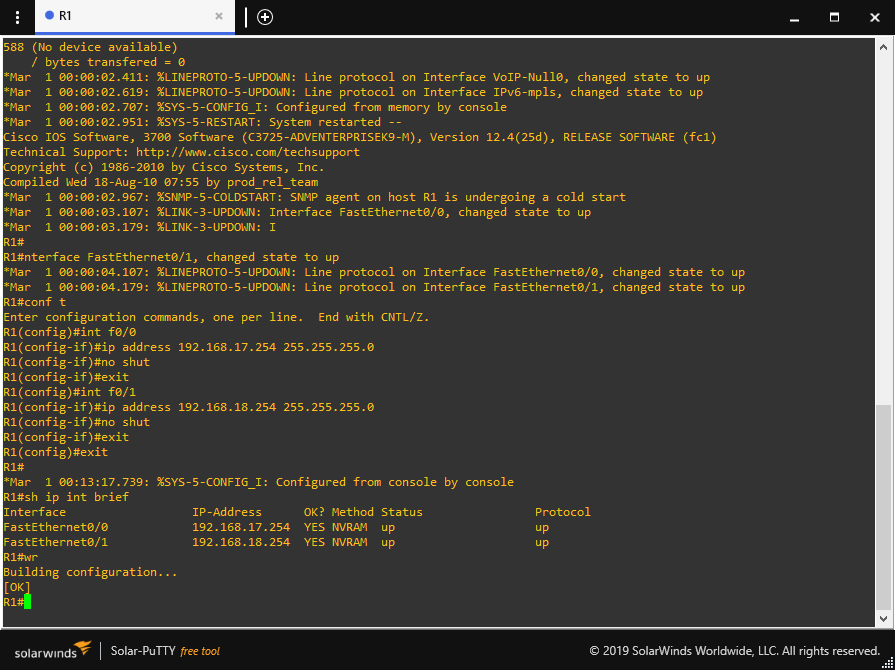 R1
588 (No device available)
    / bytes transfered = 0
*Mar  1 00:00:02.411: %LINEPROTO-5-UPDOWN: Line protocol on Interface VoIP-Null0, changed state to up
*Mar  1 00:00:02.619: %LINEPROTO-5-UPDOWN: Line protocol on Interface IPv6-mpls, changed state to up
*Mar  1 00:00:02.707: %SYS-5-CONFIG_I: Configured from memory by console
*Mar  1 00:00:02.951: %SYS-5-RESTART: System restarted --
Cisco IOS Software, 3700 Software (C3725-ADVENTERPRISEK9-M), Version 12.4(25d), RELEASE SOFTWARE (fc1)
Technical Support: http://www.cisco.com/techsupport
Copyright (c) 1986-2010 by Cisco Systems, Inc.
Compiled Wed 18-Aug-10 07:55 by prod_rel_team
*Mar  1 00:00:02.967: %SNMP-5-COLDSTART: SNMP agent on host R1 is undergoing a cold start
*Mar  1 00:00:03.107: %LINK-3-UPDOWN: Interface FastEthernet0/0, changed state to up
*Mar  1 00:00:03.179: %LINK-3-UPDOWN: I
R1#
R1#nterface FastEthernet0/1, changed state to up
*Mar  1 00:00:04.107: %LINEPROTO-5-UPDOWN: Line protocol on Interface FastEthernet0/0, changed state to up
*Mar  1 00:00:04.179: %LINEPROTO-5-UPDOWN: Line protocol on Interface FastEthernet0/1, changed state to up
R1#conf t
Enter configuration commands, one per line.  End with CNTL/Z.
R1(config)#int f0/0
R1(config-if)#ip address 192.168.17.254 255.255.255.0
R1(config-if)#no shut
R1(config-if)#exit
R1(config)#int f0/1
R1(config-if)#ip address 192.168.18.254 255.255.255.0
R1(config-if)#no shut
R1(config-if)#exit
R1(config)#exit
R1#
*Mar  1 00:13:17.739: %SYS-5-CONFIG_I: Configured from console by console
R1#sh ip int brief
Interface                  IP-Address      OK? Method Status                Protocol
FastEthernet0/0            192.168.17.254  YES NVRAM  up                    up
FastEthernet0/1            192.168.18.254  YES NVRAM  up                    up
R1#wr
Building configuration...
[OK]
R1#
solarwinds Solar-PuTTY free tool © 2019 SolarWinds Worldwide, LLC. All rights reserved.